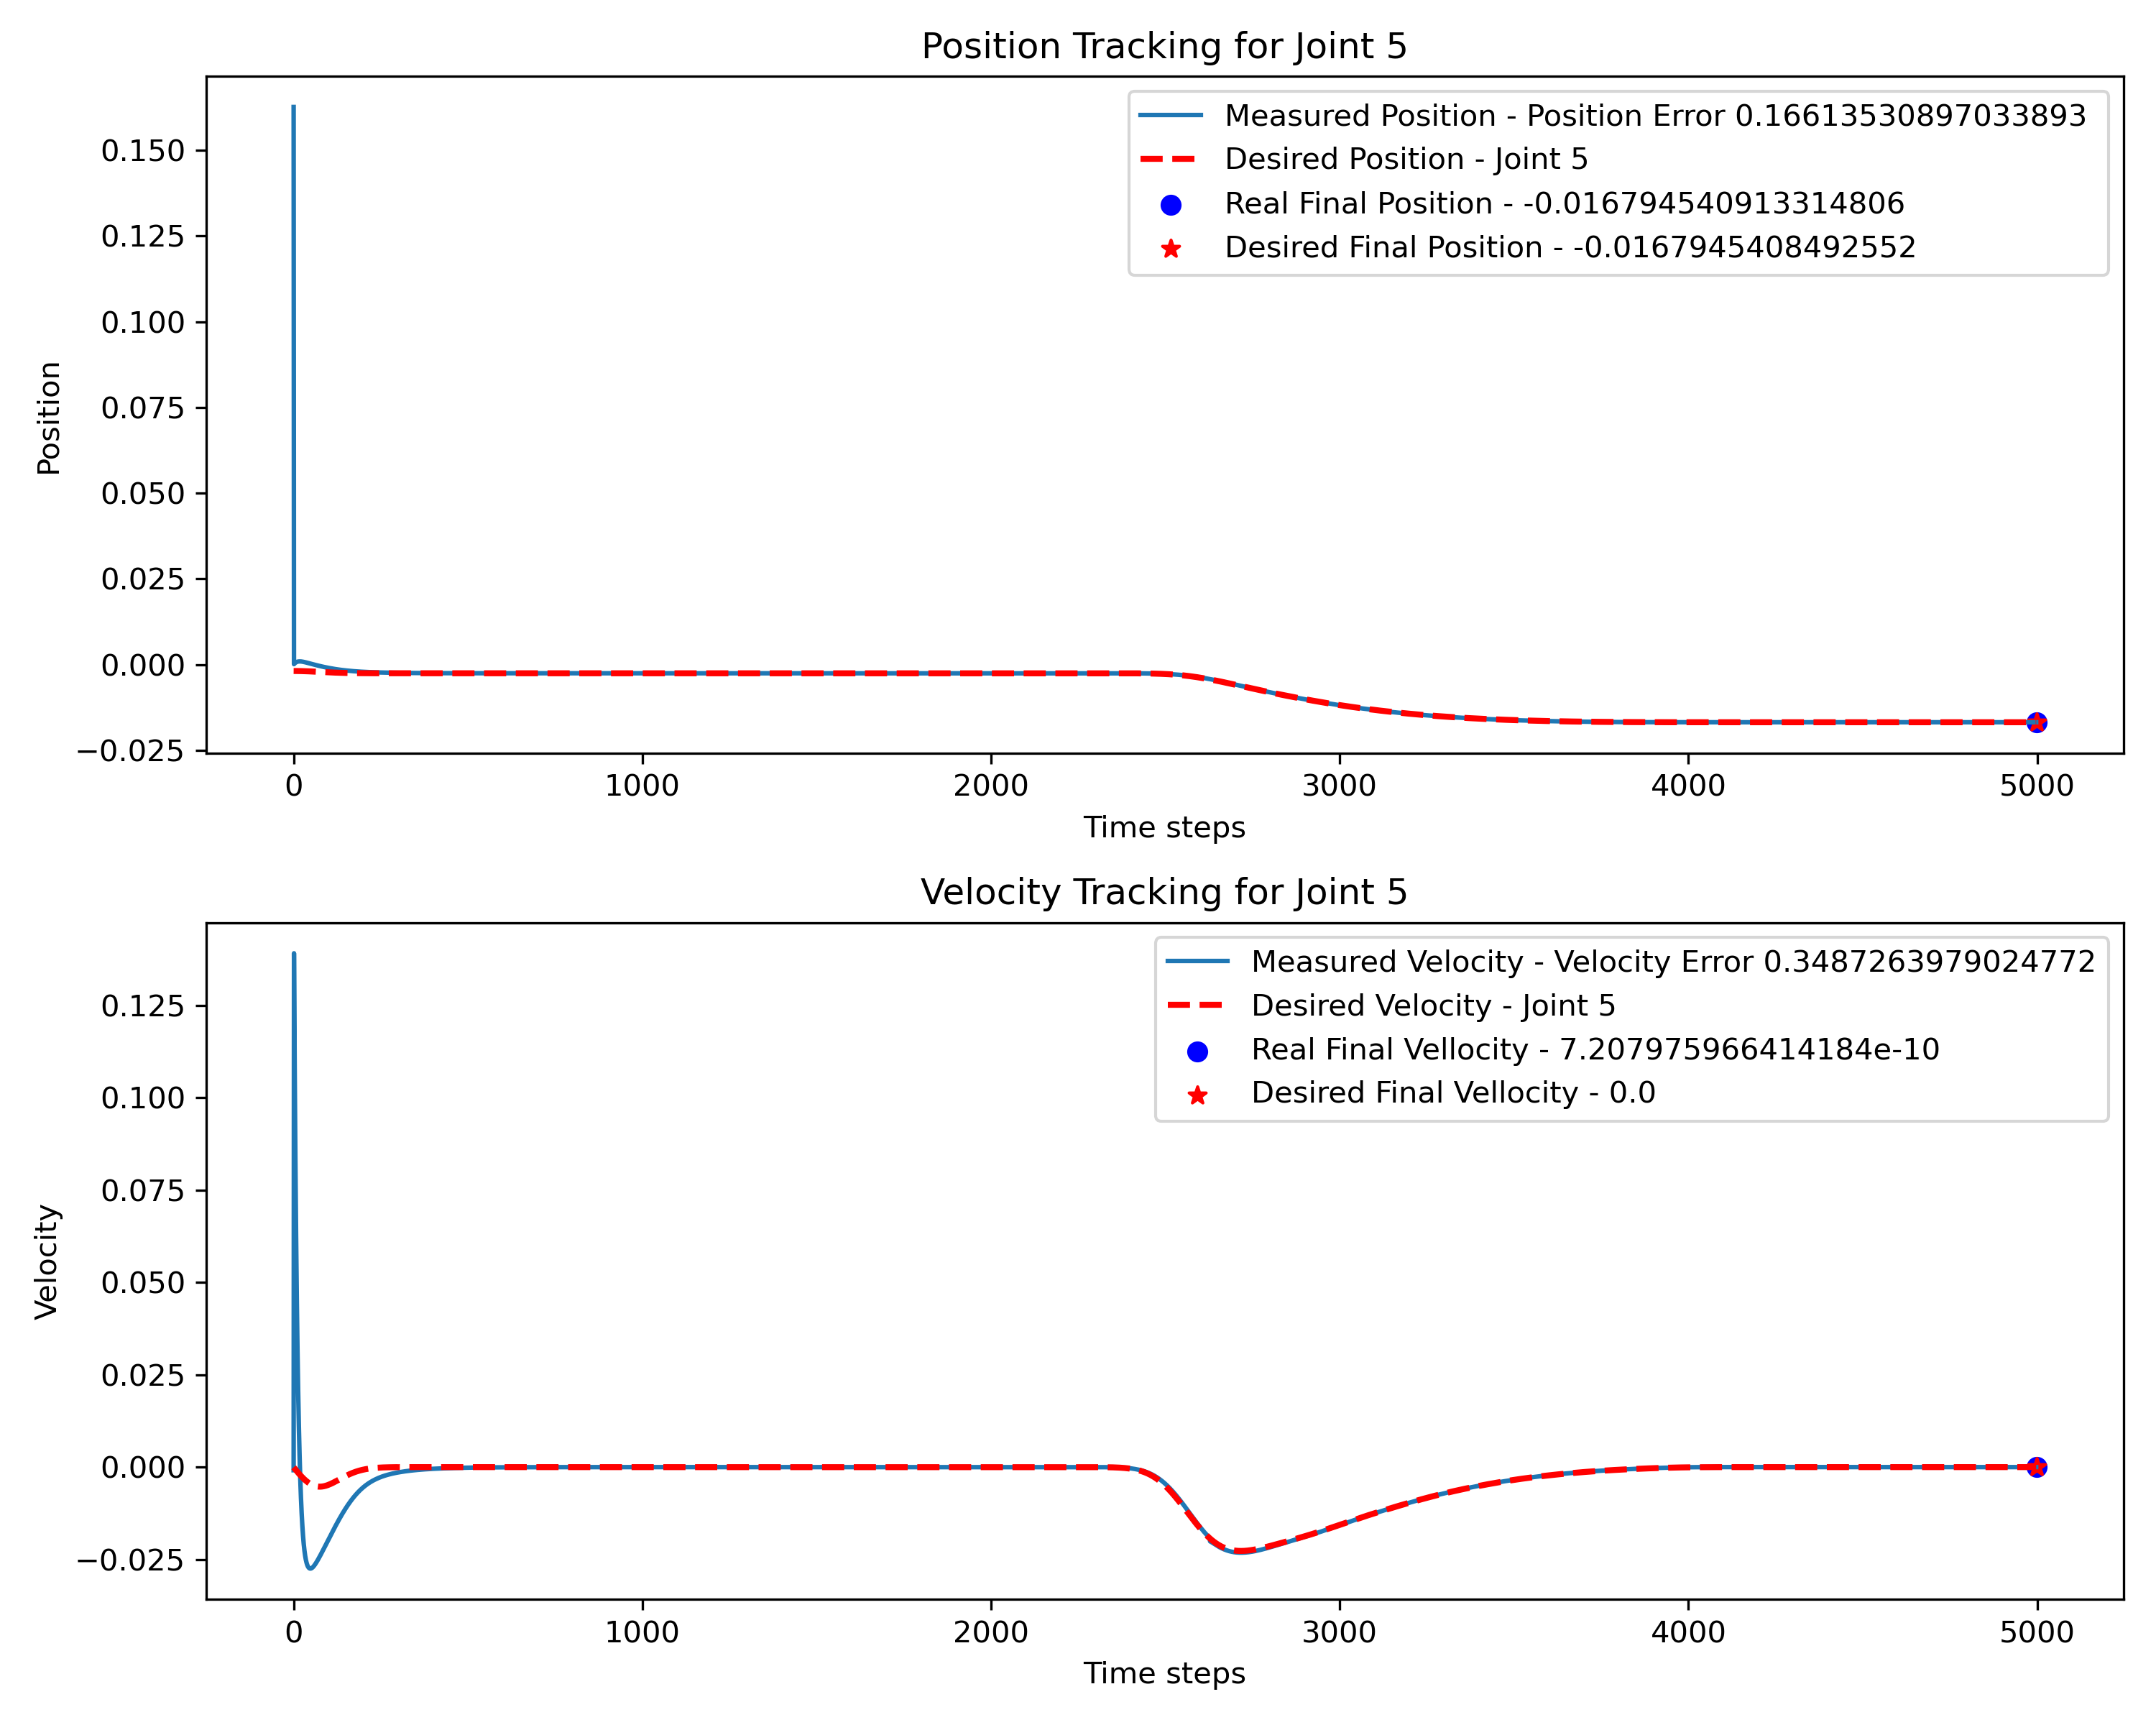 Position Tracking for Joint 5
Measured Position - Position Error 0.16613530897033893
Desired Position - Joint 5
Real Final Position - -0.016794540913314806
Desired Final Position - -0.0167945408492552
Position
0.150
0.125
0.100
0.075
0.050
0.025
0.000
−0.025
0 1000 2000 3000 4000 5000
Time steps
Velocity Tracking for Joint 5
Measured Velocity - Velocity Error 0.3487263979024772
Desired Velocity - Joint 5
Real Final Vellocity - 7.207975966414184e-10
Desired Final Vellocity - 0.0
Velocity
0.125
0.100
0.075
0.050
0.025
0.000
−0.025
0 1000 2000 3000 4000 5000
Time steps